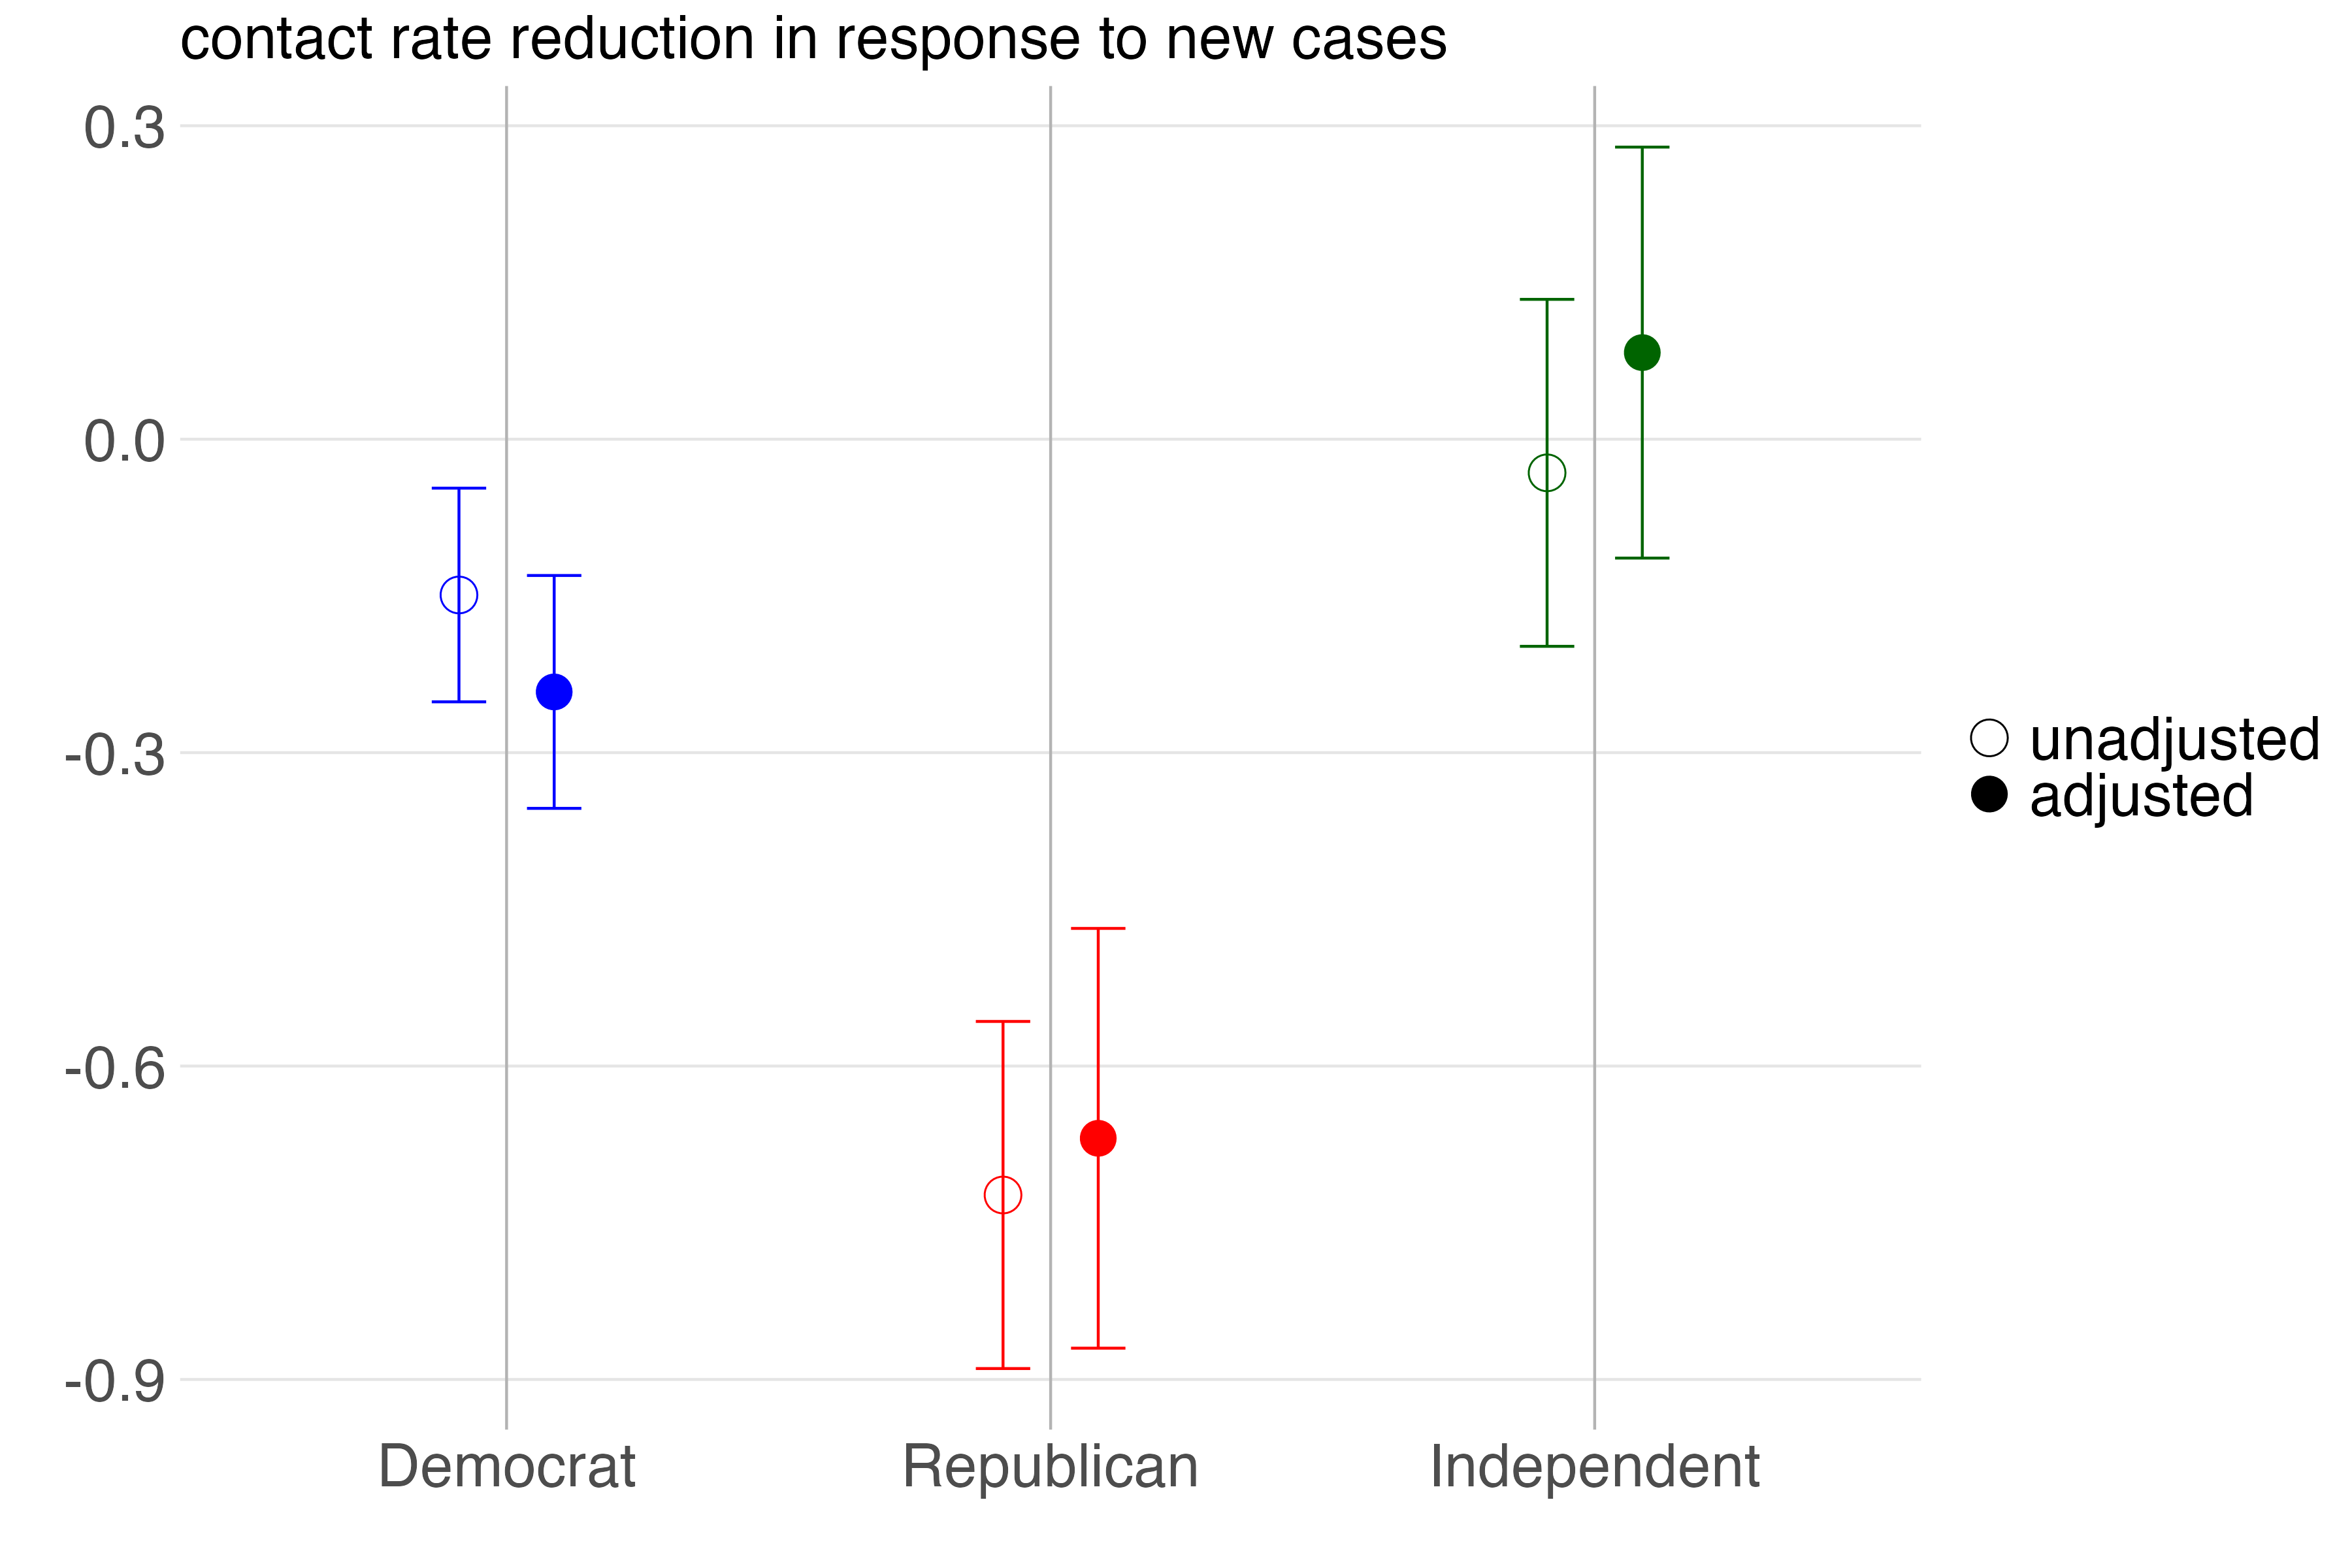 contact rate reduction in response to new cases
0.3
0.0
-0.3
-0.6
-0.9
Democrat Republican Independent
unadjusted
adjusted